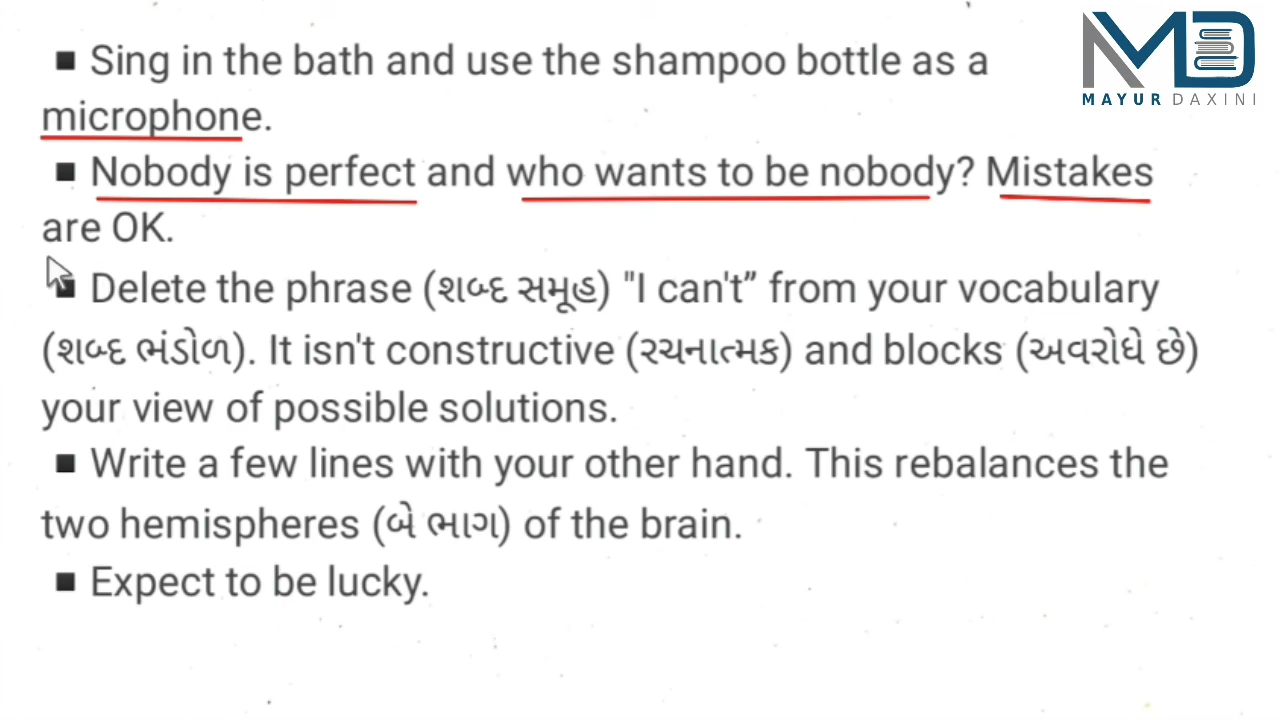 ▪ Sing in the bath and use the shampoo bottle as a
microphone.
▪ Nobody is perfect and who wants to be nobody? Mistakes
are OK.
▪ Delete the phrase (શબ્દ સમૂહ) "I can't” from your vocabulary
(શબ્દ ભંડોળ). It isn't constructive (રચનાત્મક) and blocks (અવરોધે છે)
your view of possible solutions.
▪ Write a few lines with your other hand. This rebalances the
two hemispheres (બે ભાગ) of the brain.
▪ Expect to be lucky.
MD
MAYUR DAXINI